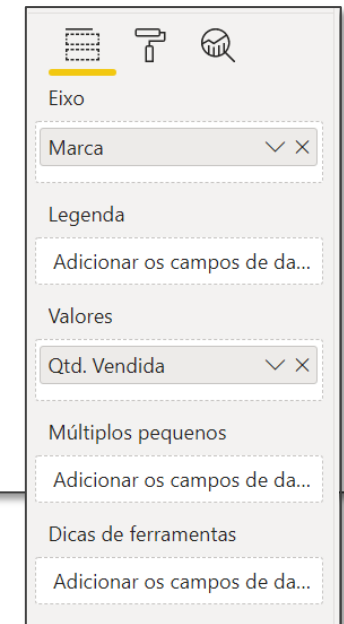 Eixo
Marca
Legenda
Adicionar os campos de da...
Valores
Qtd. Vendida
Múltiplos pequenos
Adicionar os campos de da...
Dicas de ferramentas
Adicionar os campos de da...